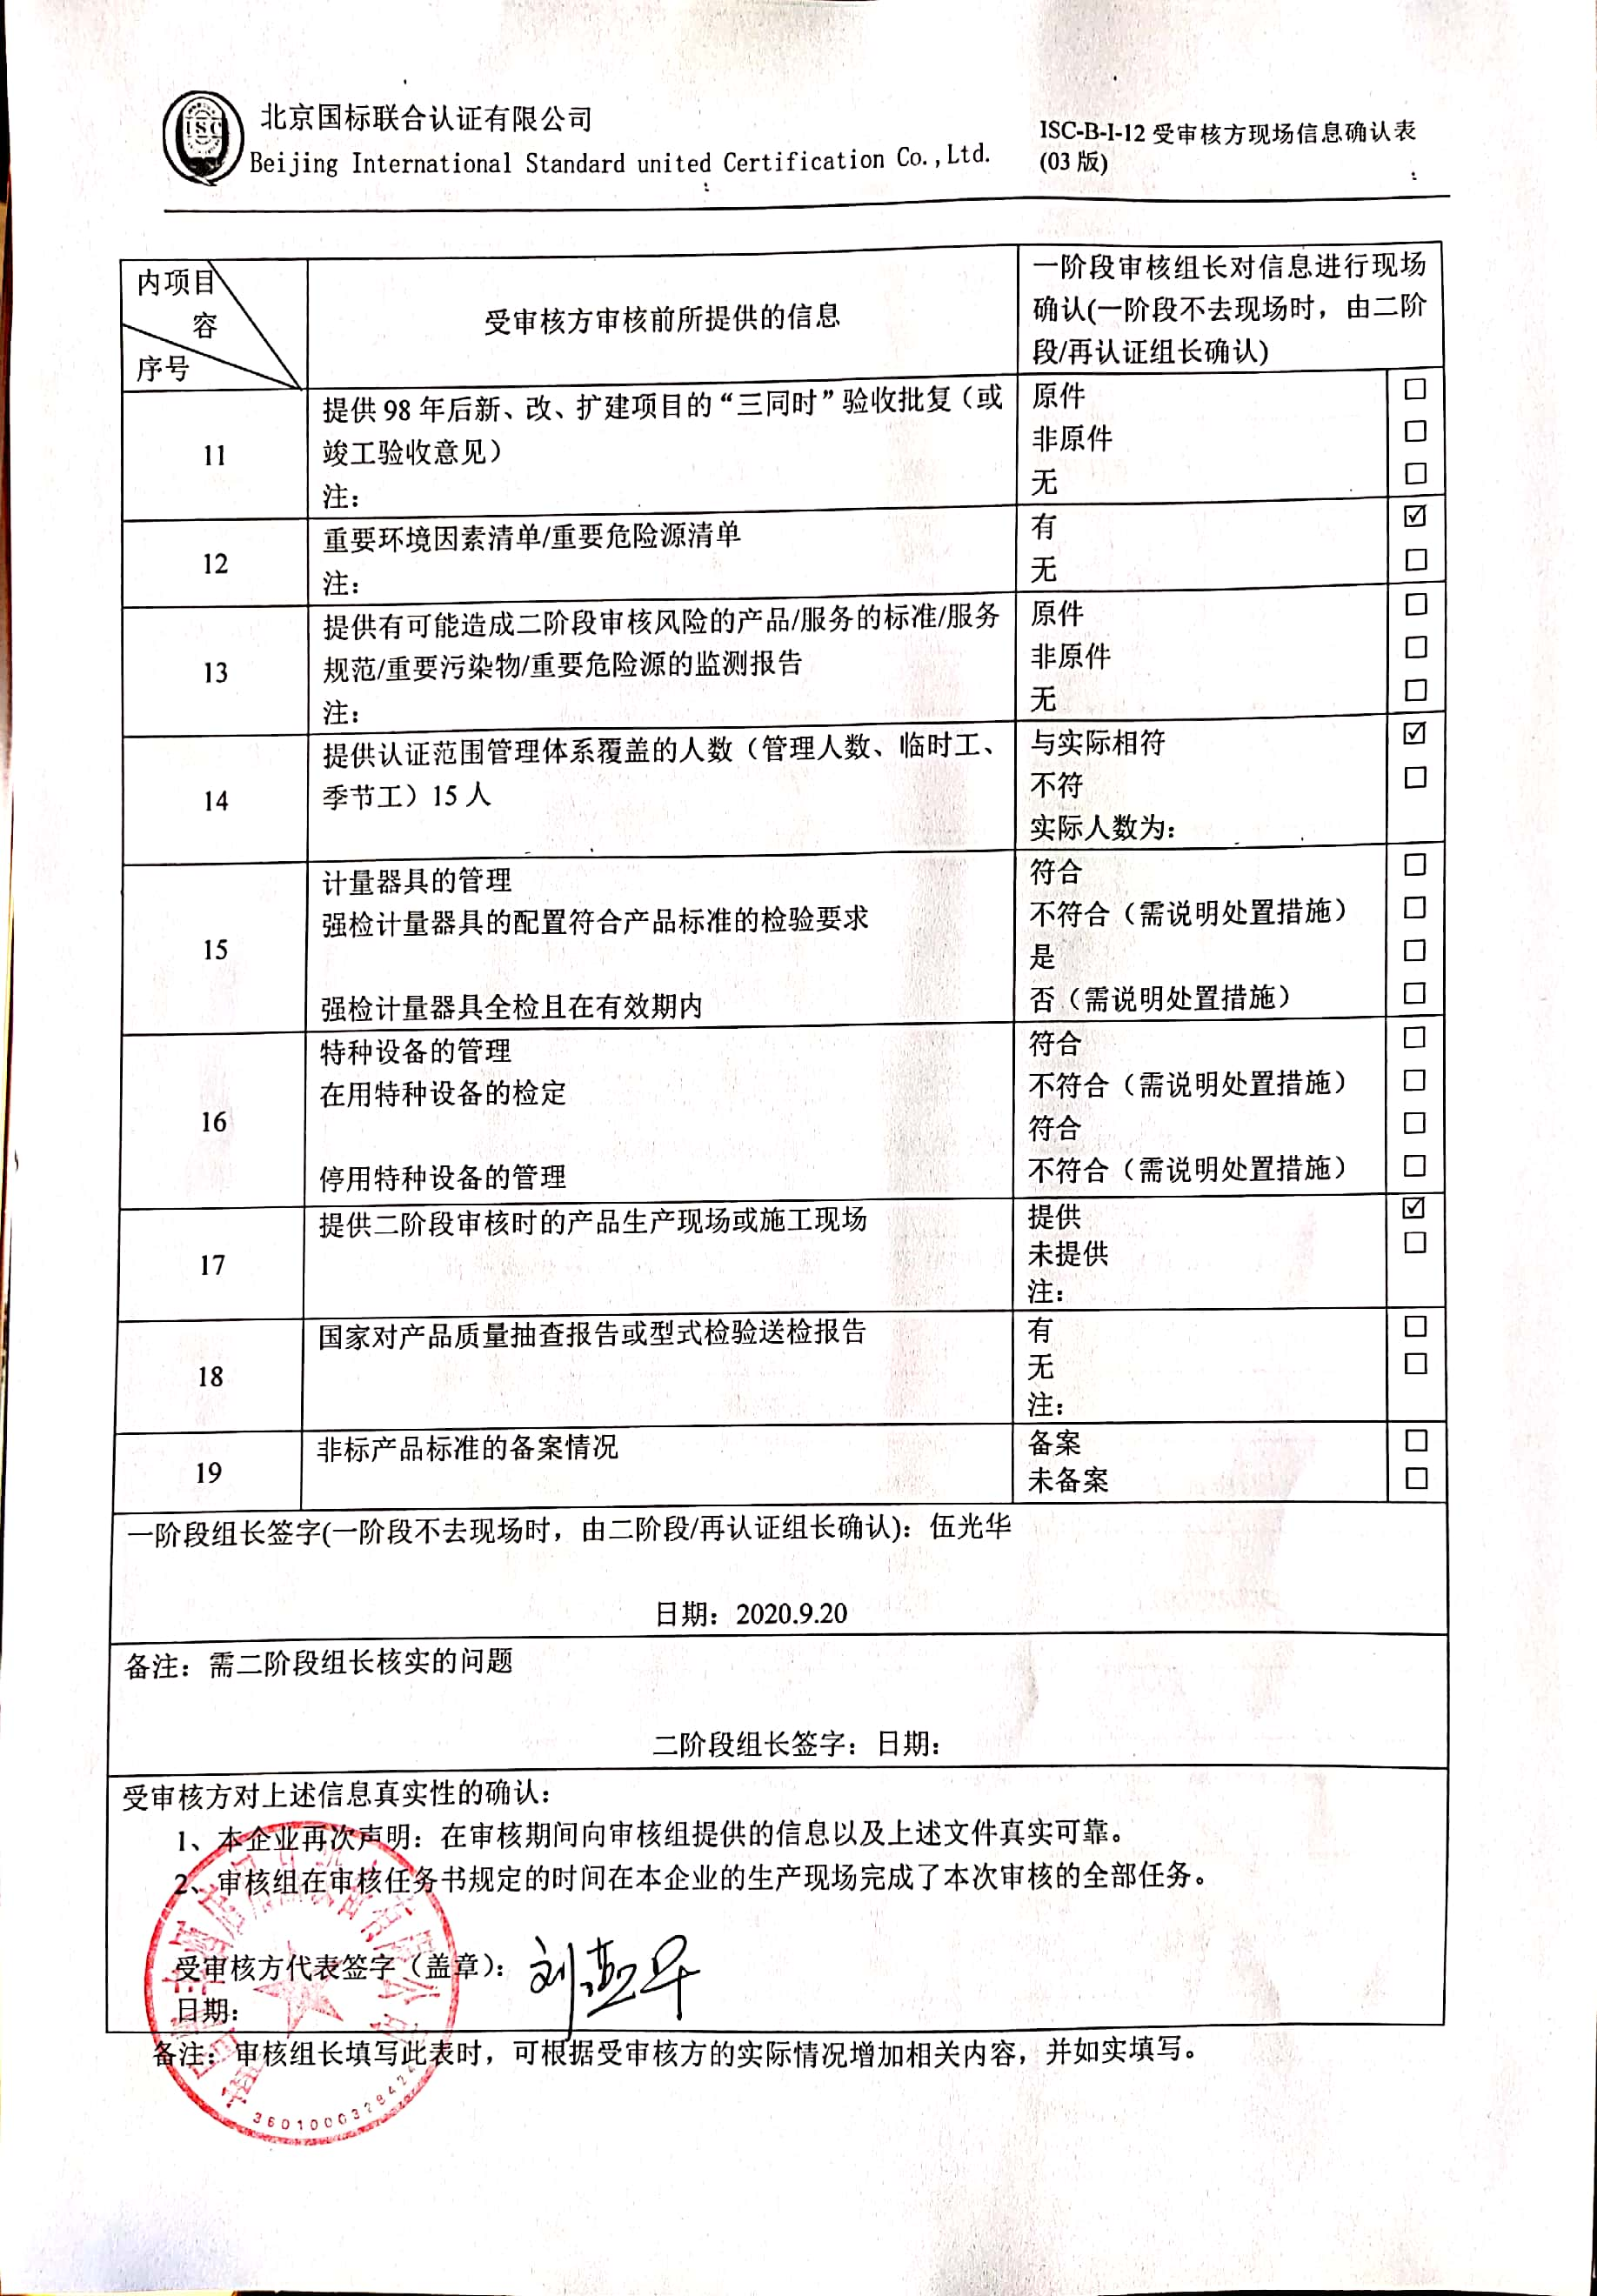 北京国标联合认证有限公司
ISC
Beijing International Standard united Certification Co.,Ltd.
ISC-B-I-12 受审核方现场信息确认表
(03 版)
内项目
容
序号
受审核方审核前所提供的信息
一阶段审核组长对信息进行现场
确认(一阶段不去现场时，由二阶
段/再认证组长确认)
11
提供 98 年后新、改、扩建项目的“三同时”验收批复（或
竣工验收意见）
注：
原件 □
非原件 □
无 □
12
重要环境因素清单/重要危险源清单
注：
有 ☑
无 □
13
提供有可能造成二阶段审核风险的产品/服务的标准/服务
规范/重要污染物/重要危险源的监测报告
注：
原件 □
非原件 □
无 □
14
提供认证范围管理体系覆盖的人数（管理人数、临时工、
季节工）15 人
与实际相符 ☑
不符 □
实际人数为：
15
计量器具的管理
强检计量器具的配置符合产品标准的检验要求
强检计量器具全检且在有效期内
符合 □
不符合（需说明处置措施） □
是 □
否（需说明处置措施） □
16
特种设备的管理
在用特种设备的检定
停用特种设备的管理
符合 □
不符合（需说明处置措施） □
符合 □
不符合（需说明处置措施） □
17
提供二阶段审核时的产品生产现场或施工现场
提供 ☑
未提供 □
注：
18
国家对产品质量抽查报告或型式检验送检报告
有 □
无 □
注：
19
非标产品标准的备案情况
备案 □
未备案 □
一阶段组长签字(一阶段不去现场时，由二阶段/再认证组长确认)：伍光华
日期：2020.9.20
备注：需二阶段组长核实的问题
二阶段组长签字：日期：
受审核方对上述信息真实性的确认：
1、本企业再次声明：在审核期间向审核组提供的信息以及上述文件真实可靠。
2、审核组在审核任务书规定的时间在本企业的生产现场完成了本次审核的全部任务。
受审核方代表签字（盖章）：
日期：
备注：审核组长填写此表时，可根据受审核方的实际情况增加相关内容，并如实填写。